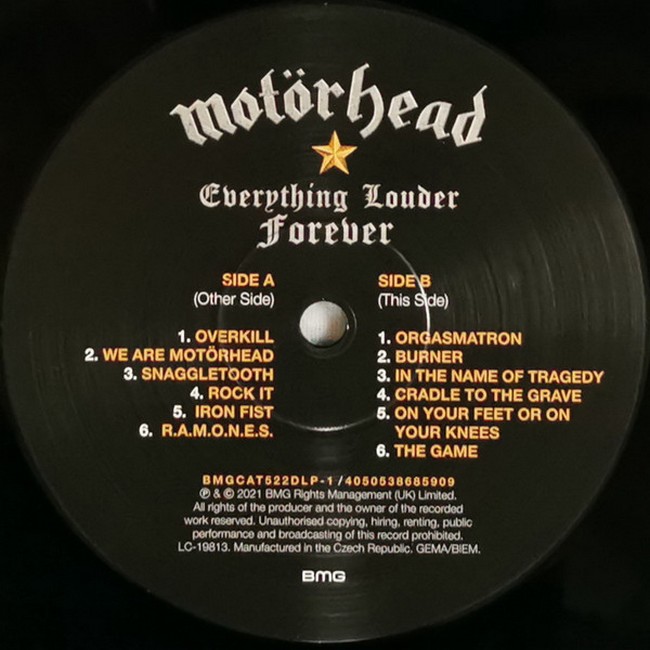 motörhead
Everything Louder
Forever
SIDE A
(Other Side)
1. OVERKILL
2. WE ARE MOTÖRHEAD
3. SNAGGLETOOTH
4. ROCK IT
5. IRON FIST
6. R.A.M.O.N.E.S.
SIDE B
(This Side)
1. ORGASMATRON
2. BURNER
3. IN THE NAME OF TRAGEDY
4. CRADLE TO THE GRAVE
5. ON YOUR FEET OR ON
YOUR KNEES
6. THE GAME
BMGCAT522DLP-1/4050538685909
℗ & © 2021 BMG Rights Management (UK) Limited.
All rights of the producer and the owner of the recorded
work reserved. Unauthorised copying, hiring, renting, public
performance and broadcasting of this record prohibited.
LC-19813. Manufactured in the Czech Republic. GEMA/BIEM.
BMG